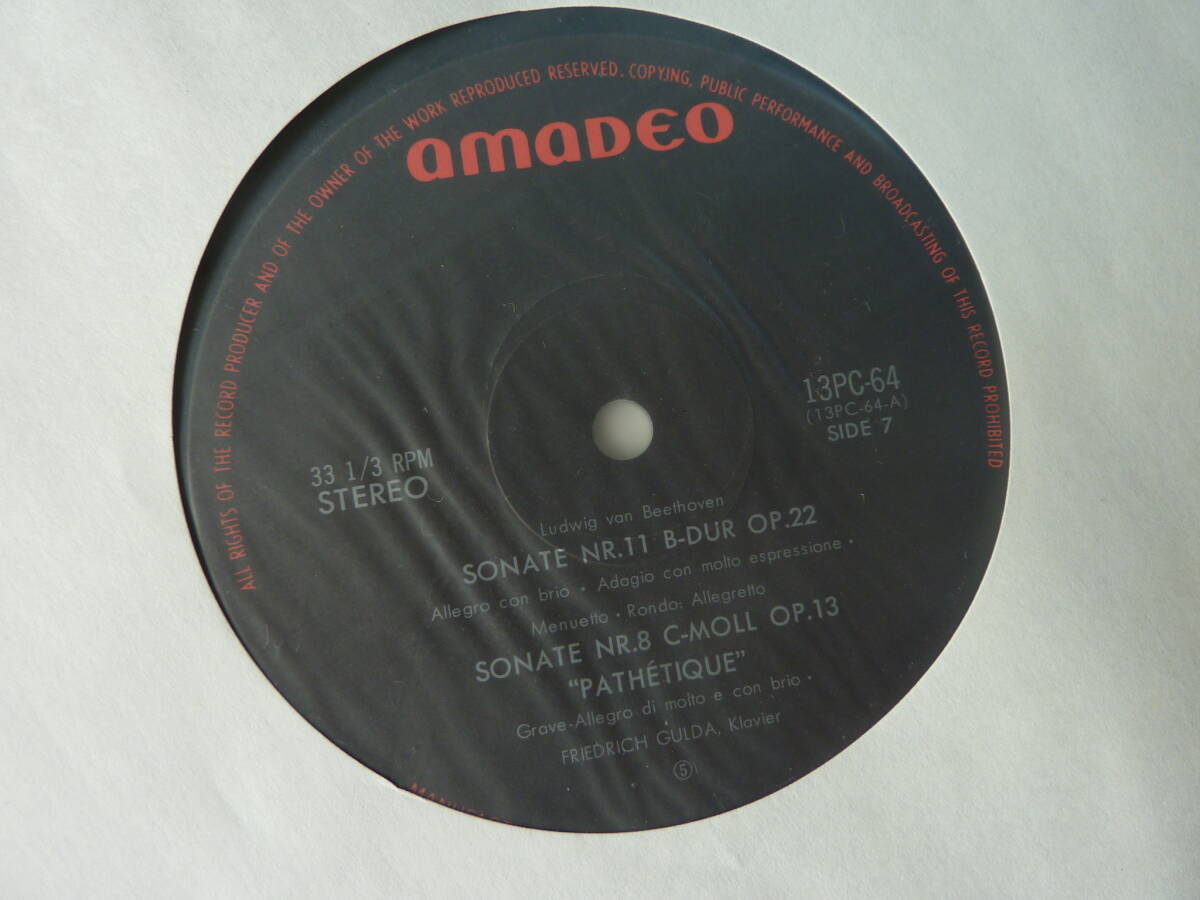 ALL RIGHTS OF THE RECORD PRODUCER AND OF THE OWNER OF THE WORK REPRODUCED RESERVED. COPYING, PUBLIC PERFORMANCE AND BROADCASTING OF THIS RECORD PROHIBITED
amadeo
13PC-64
(13PC-64-A)
SIDE 7
33 1/3 RPM
STEREO
Ludwig van Beethoven
SONATE NR.11 B-DUR OP.22
Allegro con brio • Adagio con molto espressione •
Menuetto • Rondo: Allegretto
SONATE NR.8 C-MOLL OP.13
“PATHÉTIQUE”
Grave-Allegro di molto e con brio •
FRIEDRICH GULDA, Klavier
⑤